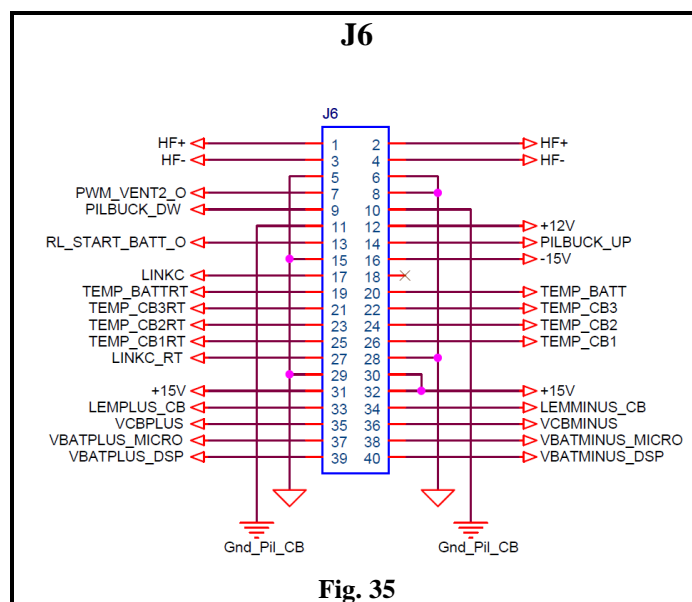 J6
J6
HF+ 1 2 HF+
HF- 3 4 HF-
5 6
PWM_VENT2_O 7 8
PILBUCK_DW 9 10
11 12 +12V
RL_START_BATT_O 13 14 PILBUCK_UP
15 16 -15V
LINKC 17 18
TEMP_BATTRT 19 20 TEMP_BATT
TEMP_CB3RT 21 22 TEMP_CB3
TEMP_CB2RT 23 24 TEMP_CB2
TEMP_CB1RT 25 26 TEMP_CB1
LINKC_RT 27 28
29 30
+15V 31 32 +15V
LEMPLUS_CB 33 34 LEMMINUS_CB
VCBPLUS 35 36 VCBMINUS
VBATPLUS_MICRO 37 38 VBATMINUS_MICRO
VBATPLUS_DSP 39 40 VBATMINUS_DSP
Gnd_Pil_CB Gnd_Pil_CB
Fig. 35